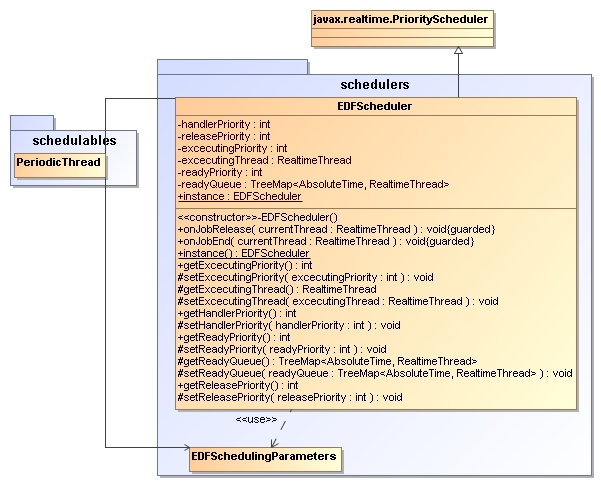 javax.realtime.PriorityScheduler
schedulers
EDFScheduler
-handlerPriority : int
-releasePriority : int
-excecutingPriority : int
-excecutingThread : RealtimeThread
-readyPriority : int
-readyQueue : TreeMap<AbsoluteTime, RealtimeThread>
+instance : EDFScheduler
schedulables
PeriodicThread
<<constructor>>-EDFScheduler()
+onJobRelease( currentThread : RealtimeThread ) : void{guarded}
+onJobEnd( currentThread : RealtimeThread ) : void{guarded}
+instance() : EDFScheduler
+getExcecutingPriority() : int
#setExcecutingPriority( excecutingPriority : int ) : void
#getExcecutingThread() : RealtimeThread
#setExcecutingThread( excecutingThread : RealtimeThread ) : void
+getHandlerPriority() : int
#setHandlerPriority( handlerPriority : int ) : void
+getReadyPriority() : int
#setReadyPriority( readyPriority : int ) : void
#getReadyQueue() : TreeMap<AbsoluteTime, RealtimeThread>
#setReadyQueue( readyQueue : TreeMap<AbsoluteTime, RealtimeThread> ) : void
+getReleasePriority() : int
#setReleasePriority( releasePriority : int ) : void
<<use>>
EDFSchedulingParameters